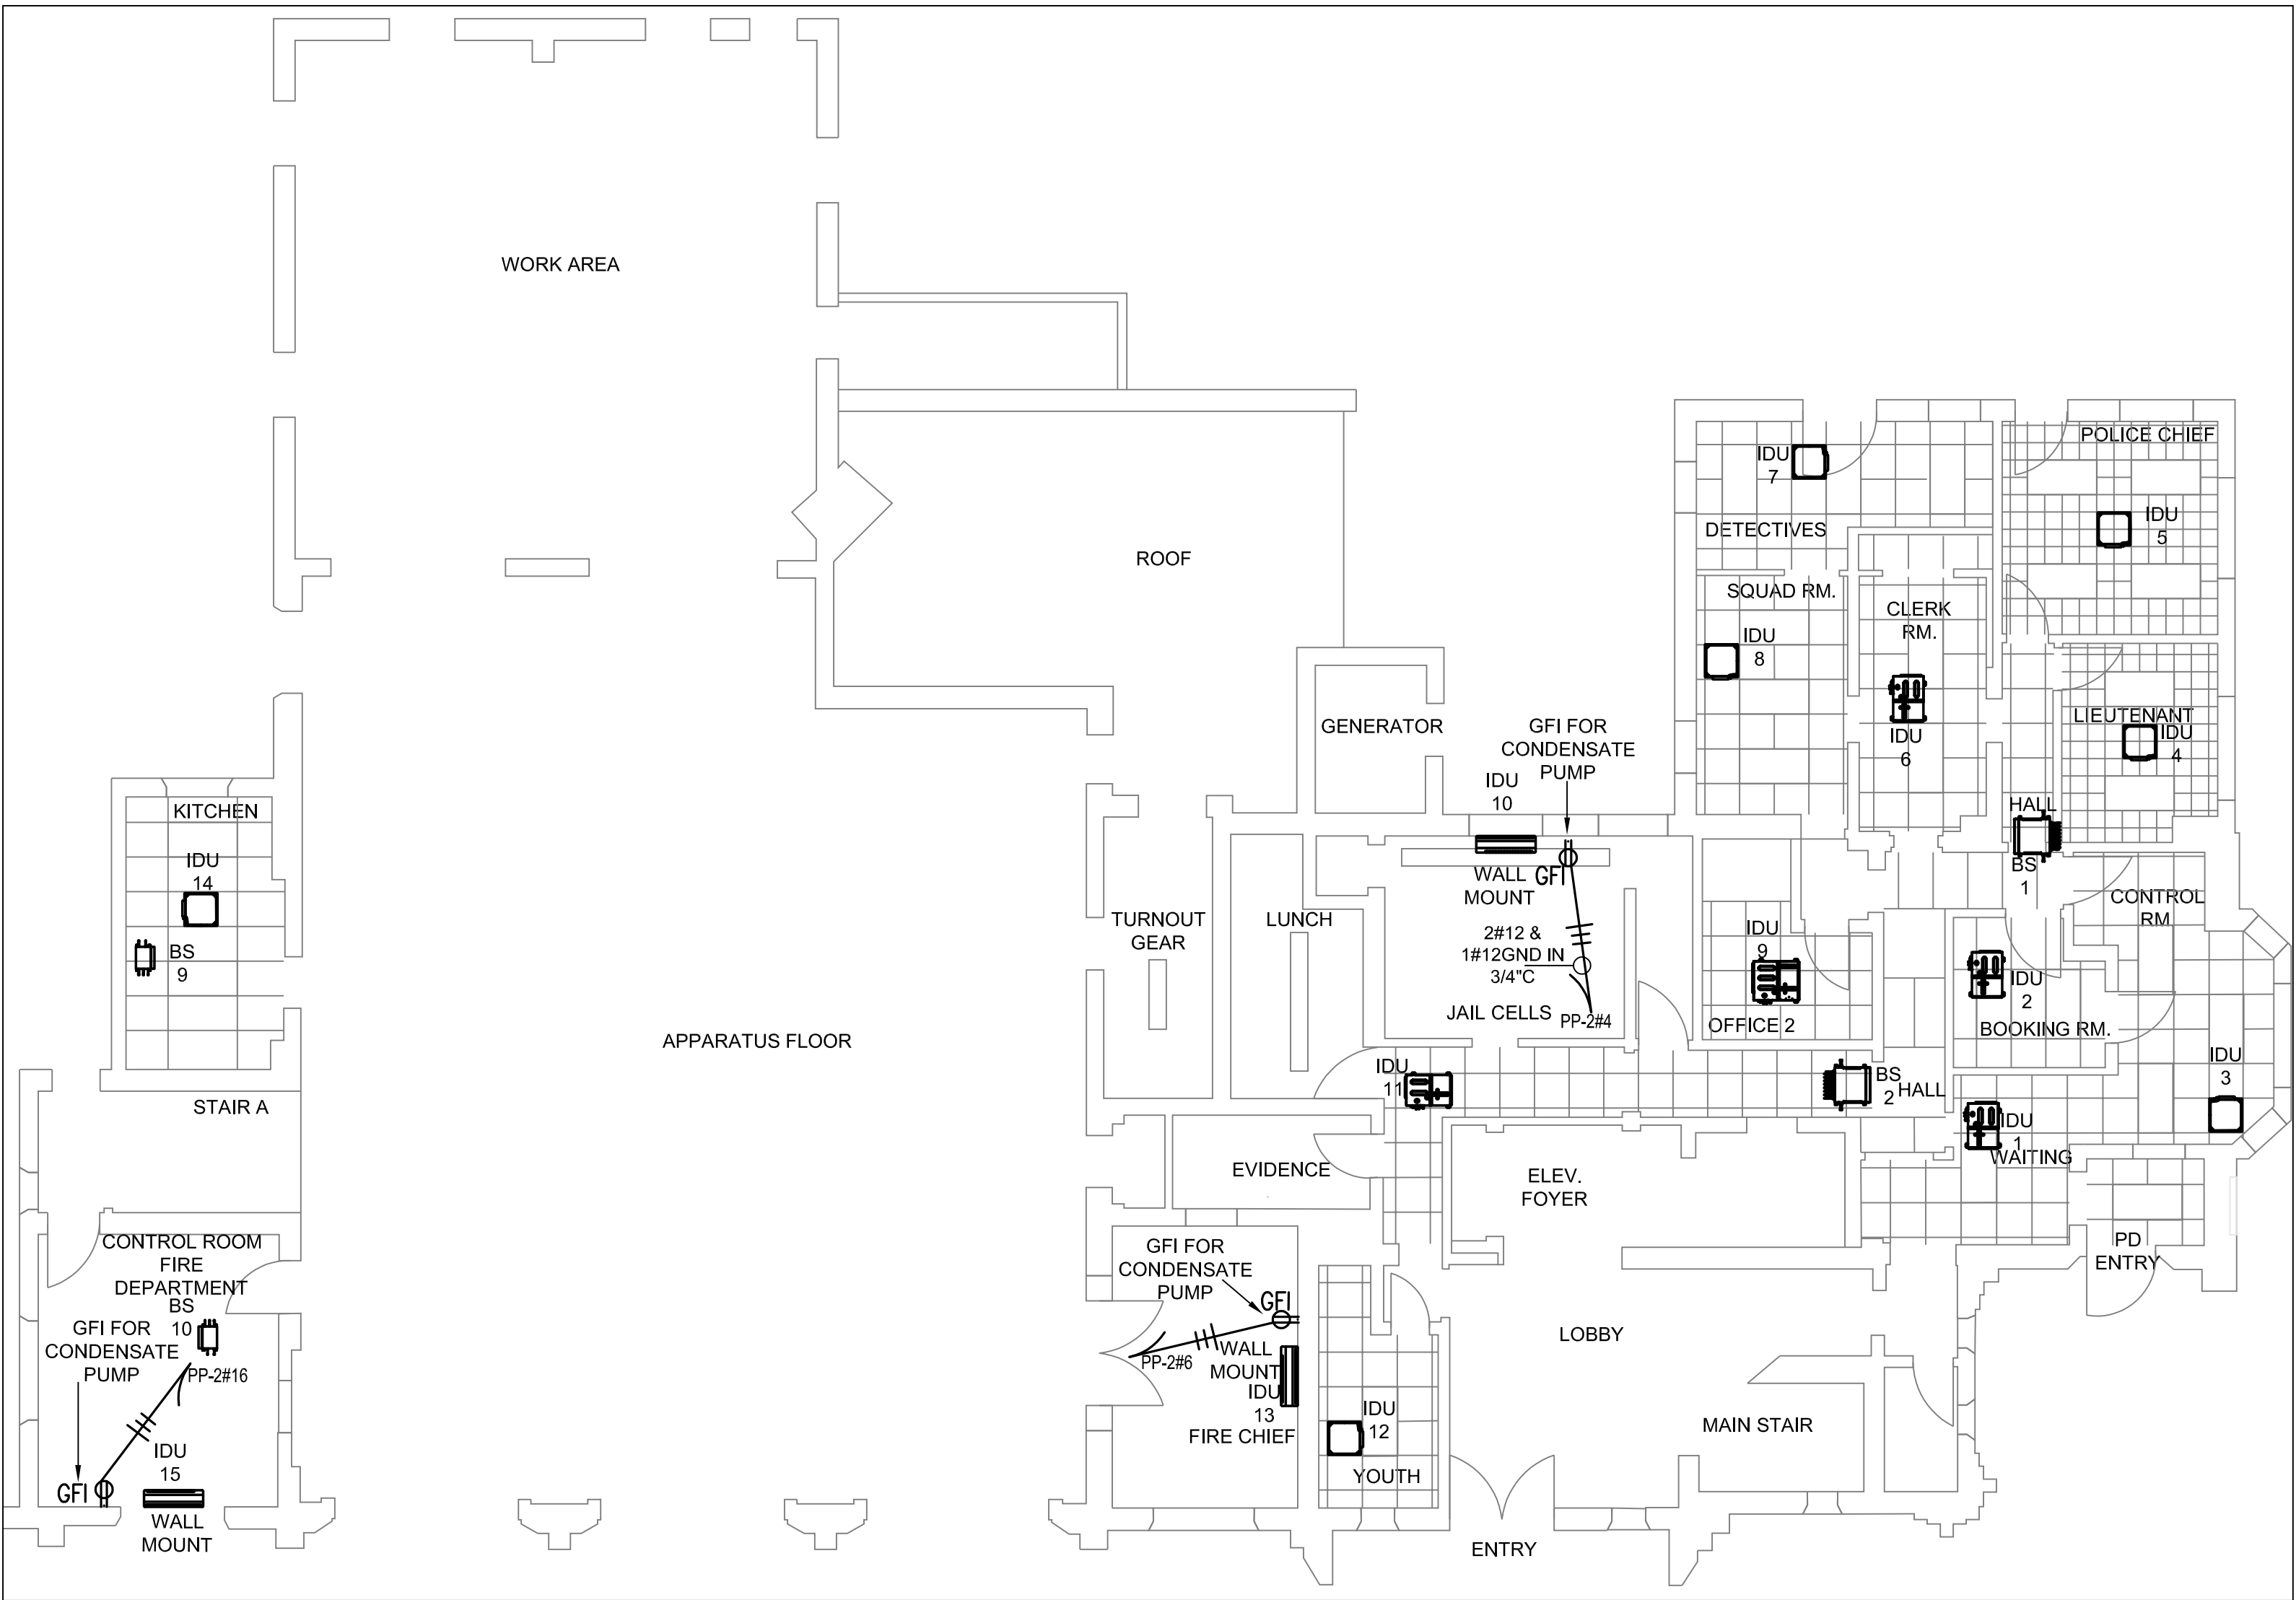 WORK AREA
ROOF
IDU
7
DETECTIVES
POLICE CHIEF
IDU
5
SQUAD RM.
IDU
8
CLERK
RM.
IDU
6
LIEUTENANT
IDU
4
GENERATOR
GFI FOR
CONDENSATE
PUMP
IDU
10
WALL
MOUNT
GFI
2#12 &
1#12GND IN
3/4"C
JAIL CELLS
PP-2#4
HALL
BS
1
CONTROL
RM
KITCHEN
IDU
14
BS
9
TURNOUT
GEAR
LUNCH
IDU
9
OFFICE 2
IDU
2
BOOKING RM.
IDU
3
APPARATUS FLOOR
IDU
11
BS
2
HALL
IDU
1
WAITING
STAIR A
EVIDENCE
ELEV.
FOYER
PD
ENTRY
CONTROL ROOM
FIRE
DEPARTMENT
BS
10
GFI FOR
CONDENSATE
PUMP
PP-2#16
IDU
15
GFI
WALL
MOUNT
GFI FOR
CONDENSATE
PUMP
GFI
PP-2#6
WALL
MOUNT
IDU
13
FIRE CHIEF
IDU
12
YOUTH
LOBBY
MAIN STAIR
ENTRY